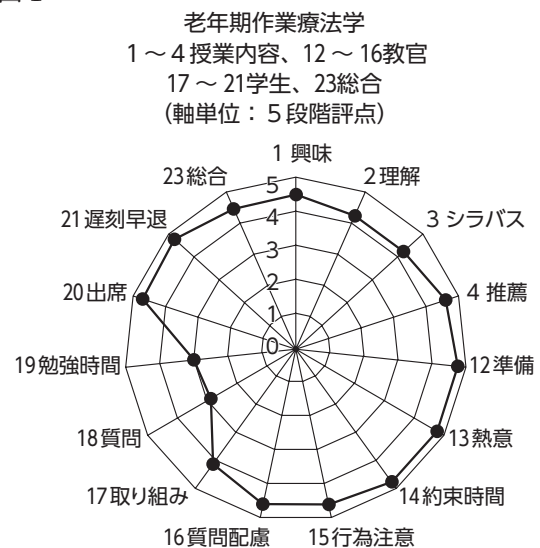 老年期作業療法学
1～4授業内容、12～16教官
17～21学生、23総合
（軸単位：5段階評点）
1 興味
23総合
2理解
21遅刻早退
3 シラバス
20出席
4 推薦
19勉強時間
12準備
18質問
13熱意
17取り組み
14約束時間
16質問配慮
15行為注意
5
4
3
2
1
0